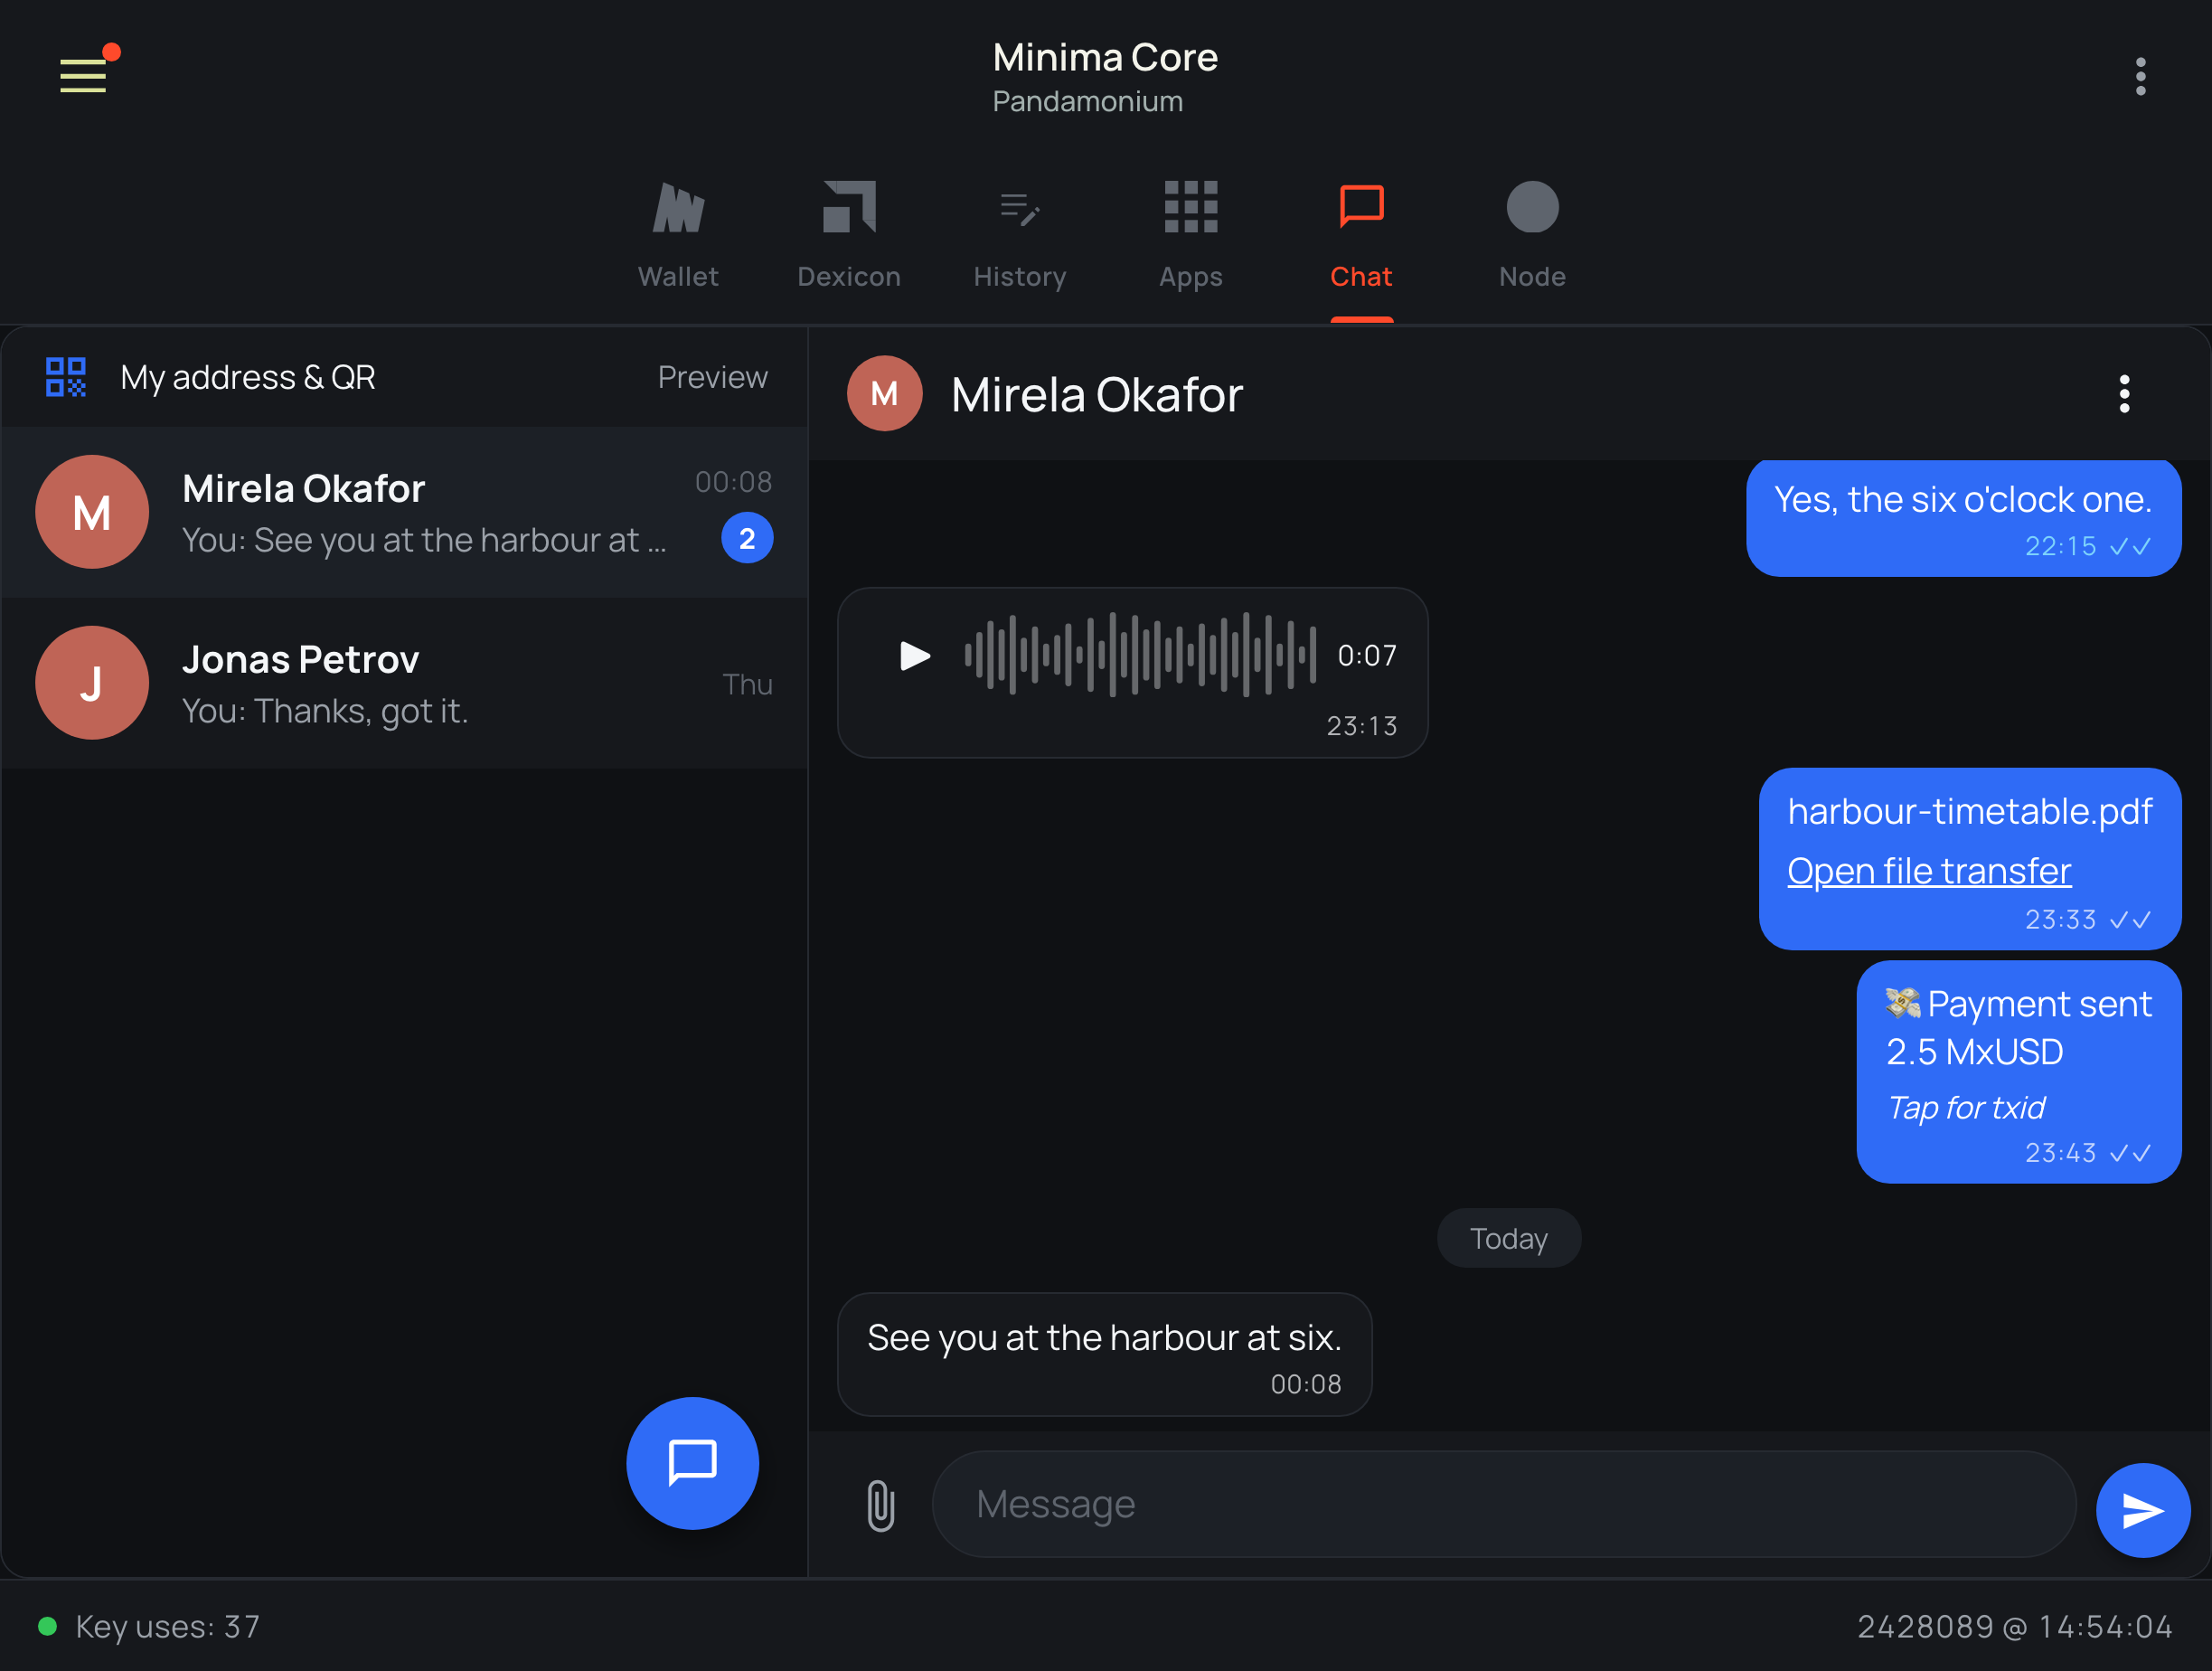 Minima Core
Pandamonium
Wallet
Dexicon
History
Apps
Chat
Node
My address & QR
Preview
M
Mirela Okafor
00:08
You: See you at the harbour at ...
2
J
Jonas Petrov
Thu
You: Thanks, got it.
M
Mirela Okafor
Yes, the six o'clock one.
22:15
0:07
23:13
harbour-timetable.pdf
Open file transfer
23:33
Payment sent
2.5 MxUSD
Tap for txid
23:43
Today
See you at the harbour at six.
00:08
Message
Key uses: 37
2428089 @ 14:54:04